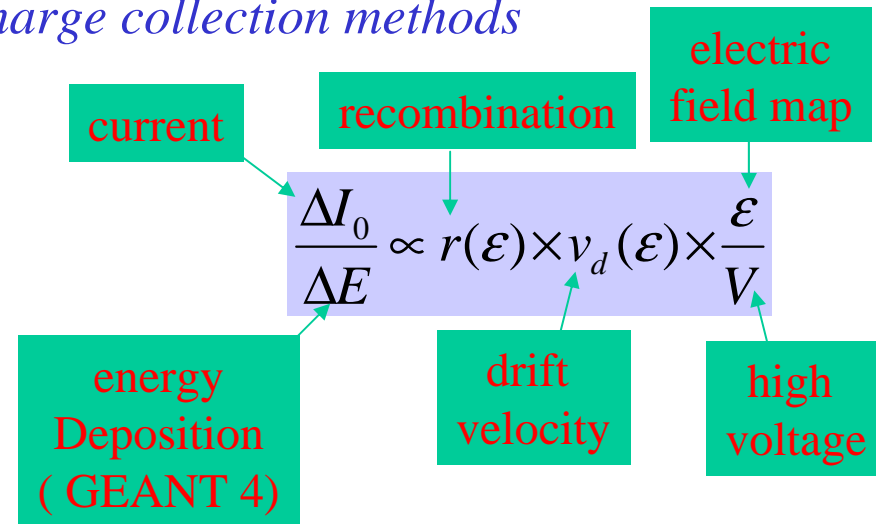 harge collection methods
electric
field map
recombination
current
ΔI₀/ΔE ∝ r(ε)×v_d(ε)×ε/V
energy
Deposition
( GEANT 4)
drift
velocity
high
voltage